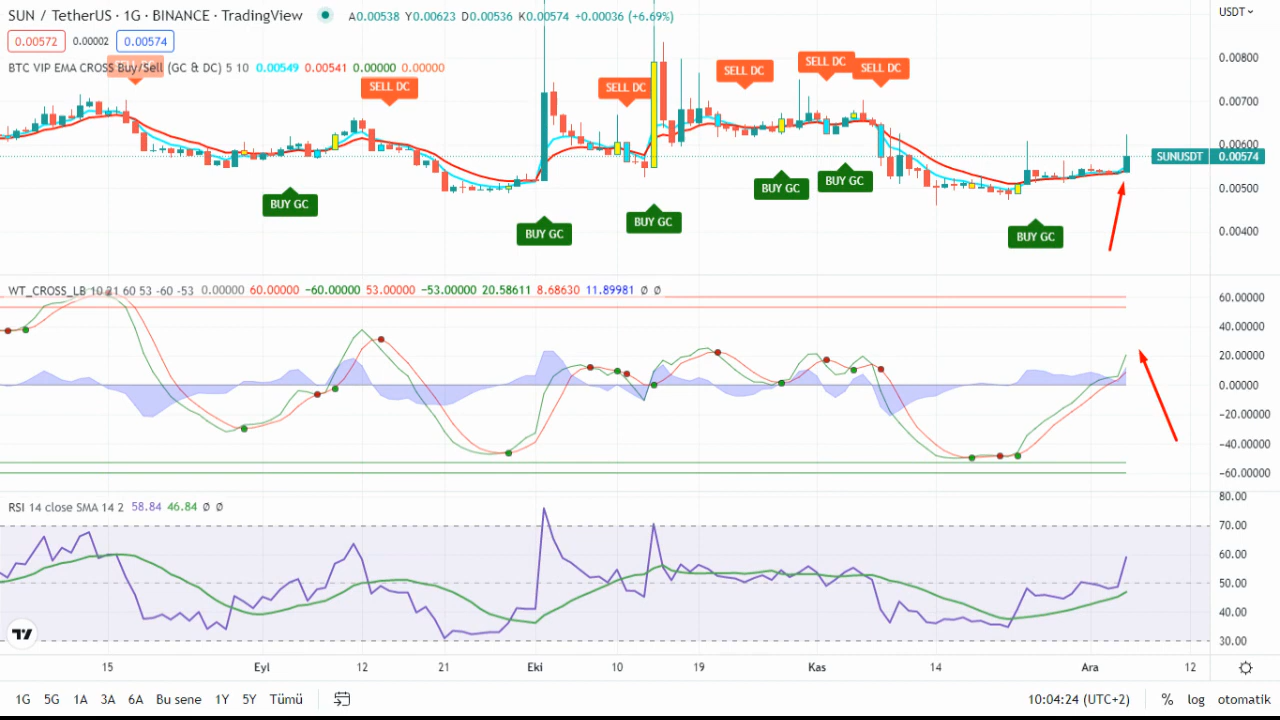 SUN / TetherUS · 1G · BINANCE · TradingView A0.00538 Y0.00623 D0.00536 K0.00574 +0.00036 (+6.69%)
USDT
0.00572 0.00002 0.00574
BTC VIP EMA CROSS Buy/Sell (GC & DC) 5 10 0.00549 0.00541 0.00000 0.00000
0.00800
SELL DC
SELL DC
SELL DC
SELL DC
SELL DC
0.00700
0.00600
SUNUSDT 0.00574
0.00500
BUY GC
BUY GC
BUY GC
BUY GC
BUY GC
BUY GC
0.00400
WT_CROSS_LB 10 21 60 53 -60 -53 0.00000 60.00000 −60.00000 53.00000 −53.00000 20.58611 8.68630 11.89981 Ø Ø
60.00000
40.00000
20.00000
0.00000
−20.00000
−40.00000
−60.00000
RSI 14 close SMA 14 2 58.84 46.84 Ø Ø
80.00
70.00
60.00
50.00
40.00
30.00
15 Eyl 12 21 Eki 10 19 Kas 14 Ara 12
1G 5G 1A 3A 6A Bu sene 1Y 5Y Tümü 10:04:24 (UTC+2) % log otomatik